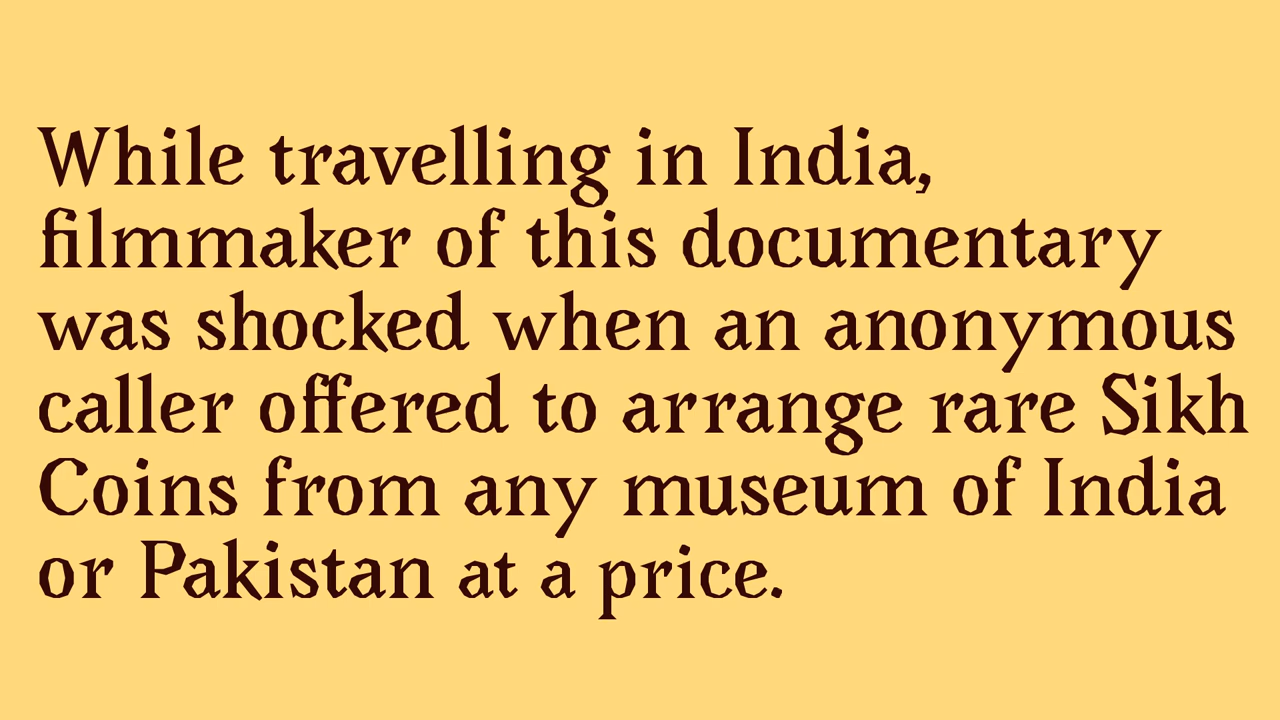 While travelling in India,
filmmaker of this documentary
was shocked when an anonymous
caller offered to arrange rare Sikh
Coins from any museum of India
or Pakistan at a price.